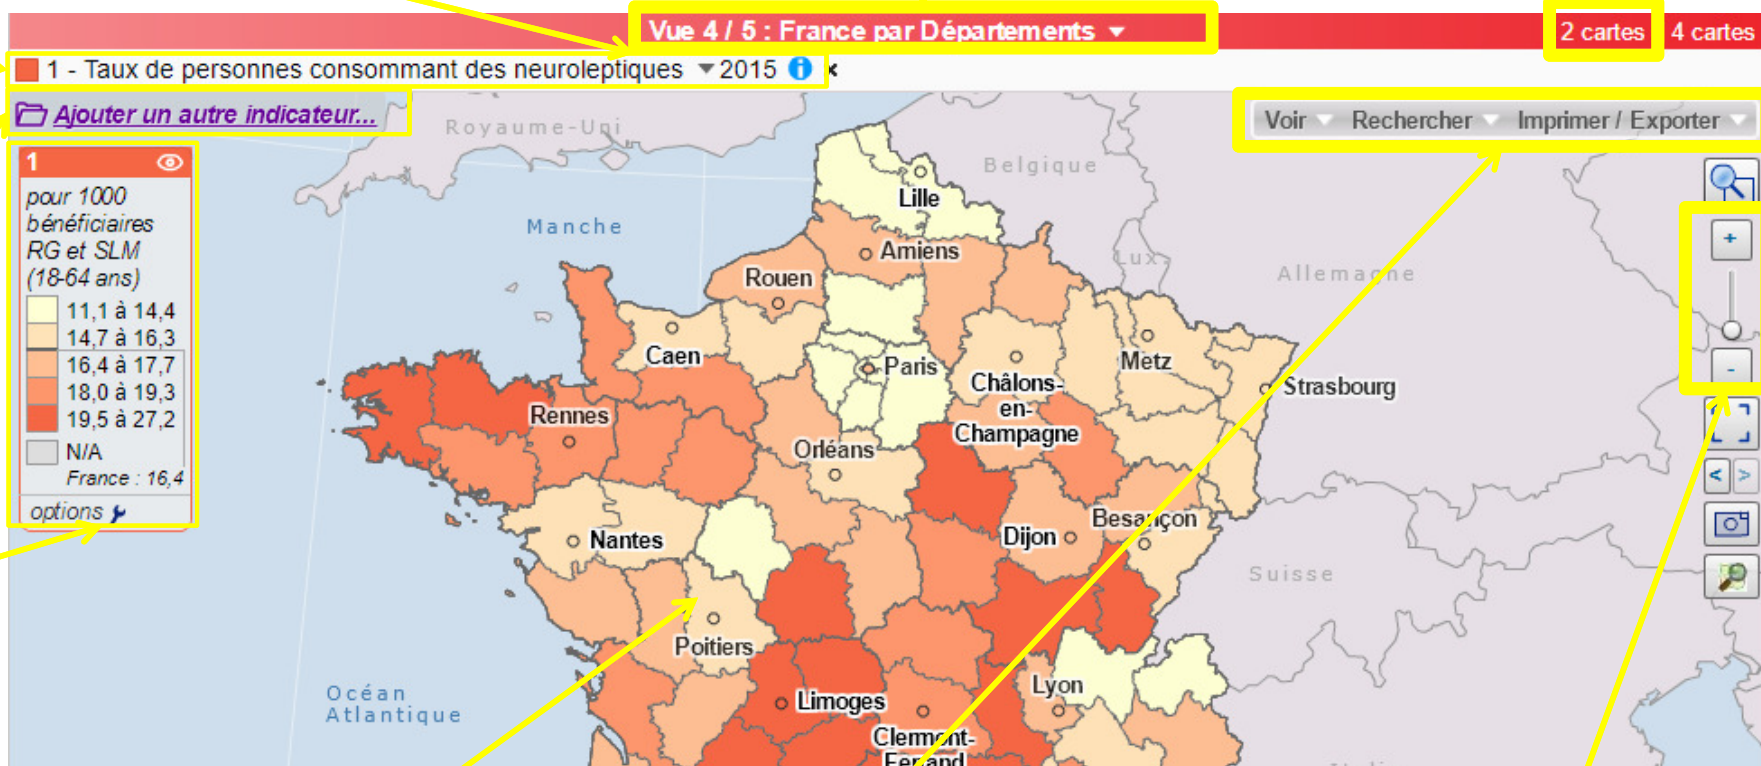 Vue 4 / 5 : France par Départements
2 cartes
4 cartes
1 - Taux de personnes consommant des neuroleptiques
2015
i
Ajouter un autre indicateur...
Voir
Rechercher
Imprimer / Exporter
1
pour 1000
bénéficiaires
RG et SLM
(18-64 ans)
11,1 à 14,4
14,7 à 16,3
16,4 à 17,7
18,0 à 19,3
19,5 à 27,2
N/A
France : 16,4
options
Royaume-Uni
Belgique
Lille
Manche
Amiens
Lux.
Allemagne
Rouen
Caen
Paris
Metz
Châlons-
en-
Champagne
Strasbourg
Rennes
Orléans
Nantes
Dijon
Besançon
Suisse
Poitiers
Océan
Atlantique
Limoges
Lyon
Clermont-
Ferrand
+
-
< >